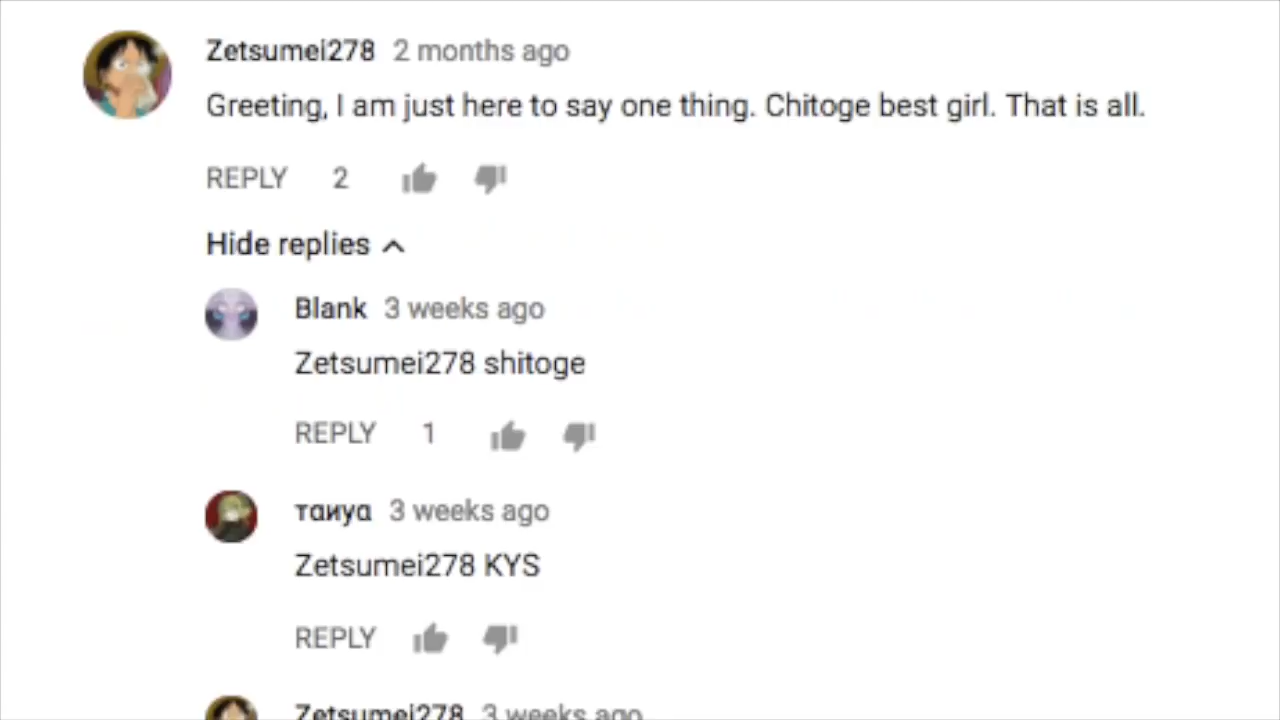 Zetsumei278 2 months ago
Greeting, I am just here to say one thing. Chitoge best girl. That is all.
REPLY 2
Hide replies
Blank 3 weeks ago
Zetsumei278 shitoge
REPLY 1
тαиyα 3 weeks ago
Zetsumei278 KYS
REPLY
Zetsumei278 3 weeks ago